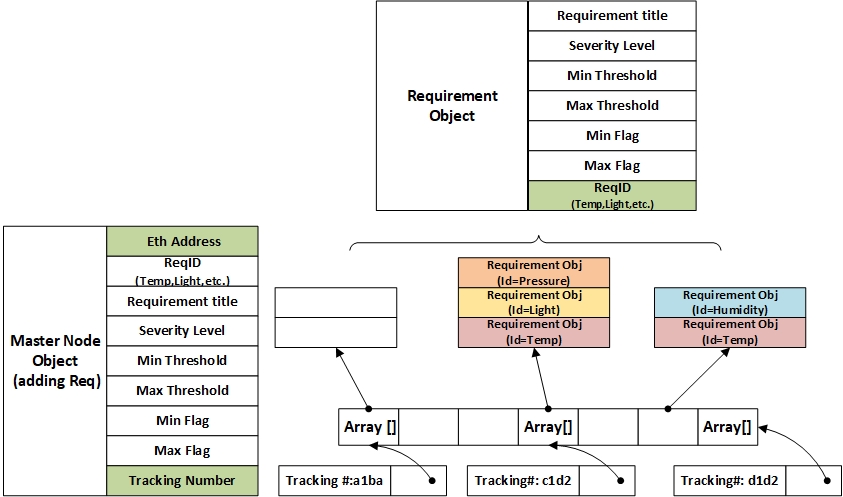 Requirement
Object
Requirement title
Severity Level
Min Threshold
Max Threshold
Min Flag
Max Flag
ReqID
(Temp,Light,etc.)
Master Node
Object
(adding Req)
Eth Address
ReqID
(Temp,Light,etc.)
Requirement title
Severity Level
Min Threshold
Max Threshold
Min Flag
Max Flag
Tracking Number
Requirement Obj
(Id=Pressure)
Requirement Obj
(Id=Light)
Requirement Obj
(Id=Temp)
Requirement Obj
(Id=Humidity)
Requirement Obj
(Id=Temp)
Array []
Array[]
Array[]
Tracking #:a1ba
Tracking#: c1d2
Tracking#: d1d2